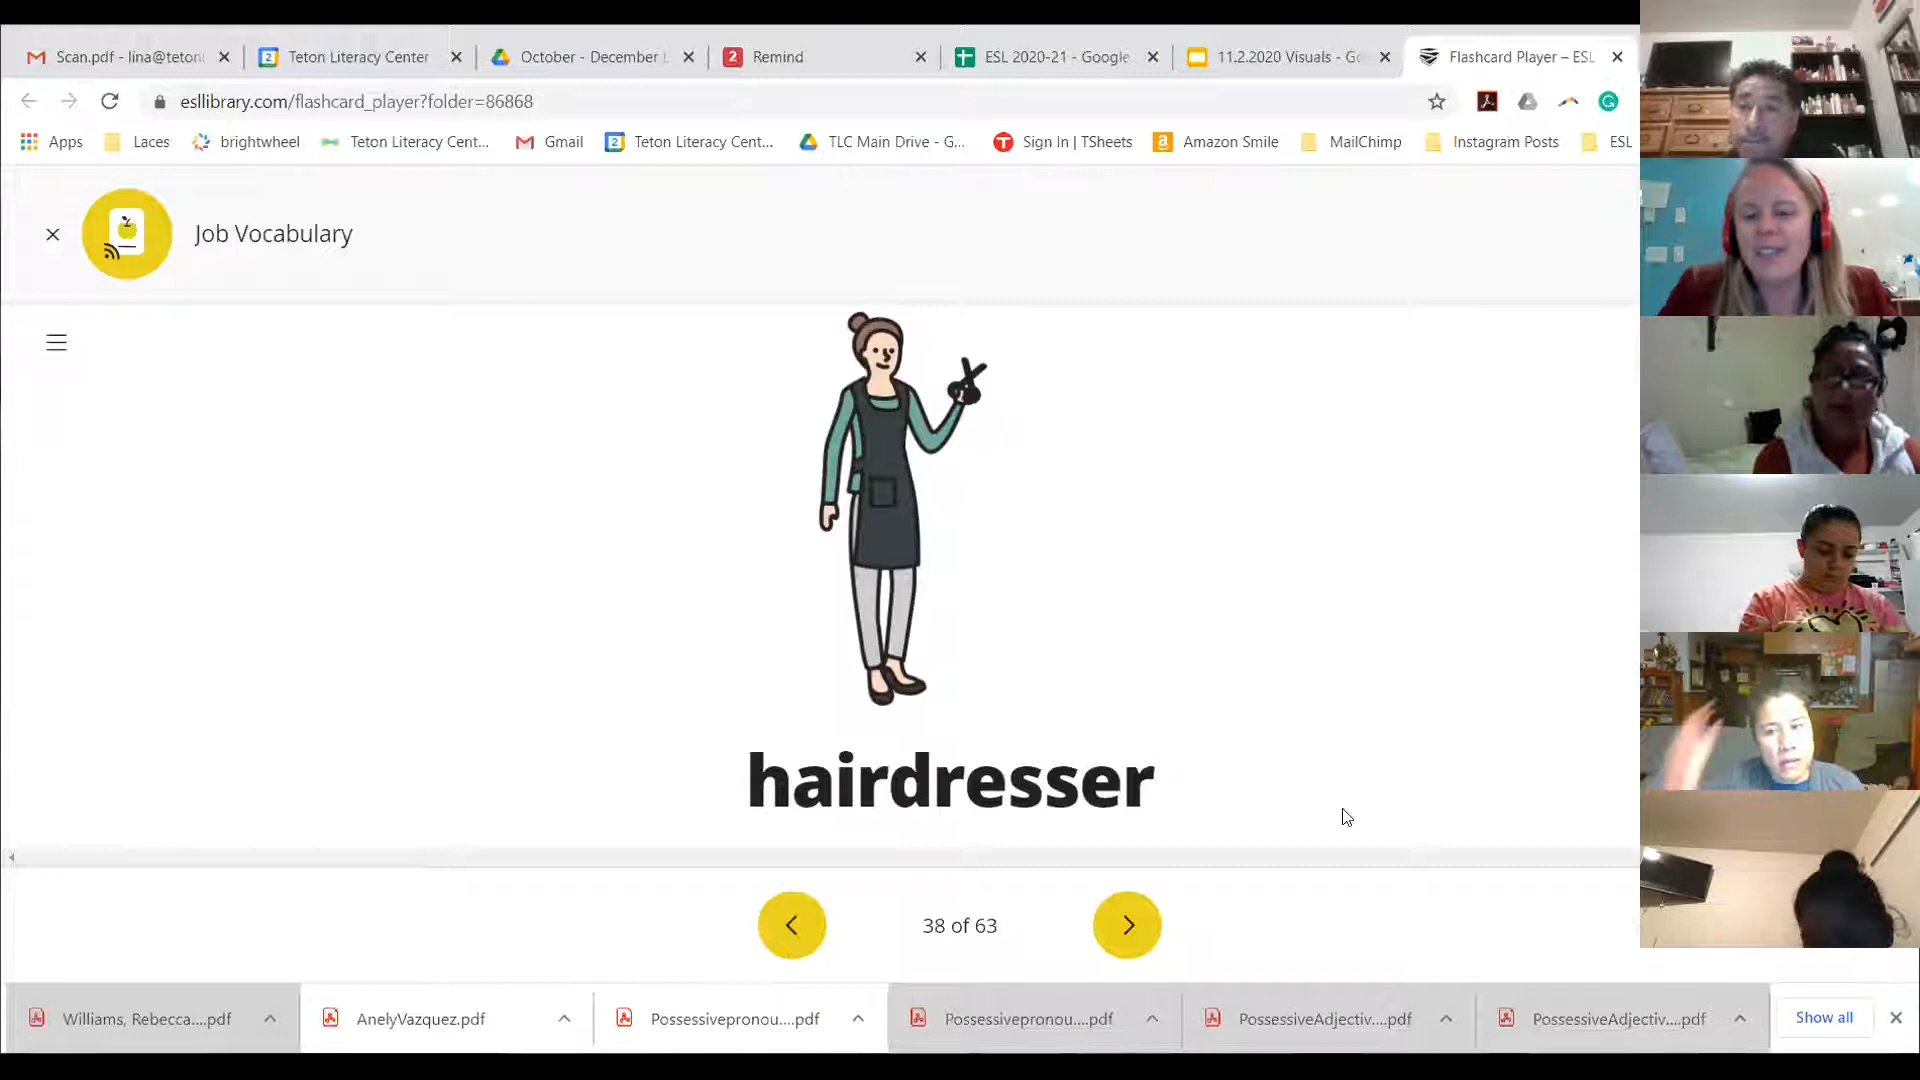 Scan.pdf - lina@teton
Teton Literacy Center
October - December L
2 Remind
ESL 2020-21 - Google
11.2.2020 Visuals - Go
Flashcard Player – ESL
esllibrary.com/flashcard_player?folder=86868
Apps
Laces
brightwheel
Teton Literacy Cent...
Gmail
2 Teton Literacy Cent...
TLC Main Drive - G...
Sign In | TSheets
Amazon Smile
MailChimp
Instagram Posts
ESL
Job Vocabulary
hairdresser
38 of 63
Williams, Rebecca....pdf
AnelyVazquez.pdf
Possessivepronou....pdf
Possessivepronou....pdf
PossessiveAdjectiv....pdf
PossessiveAdjectiv....pdf
Show all